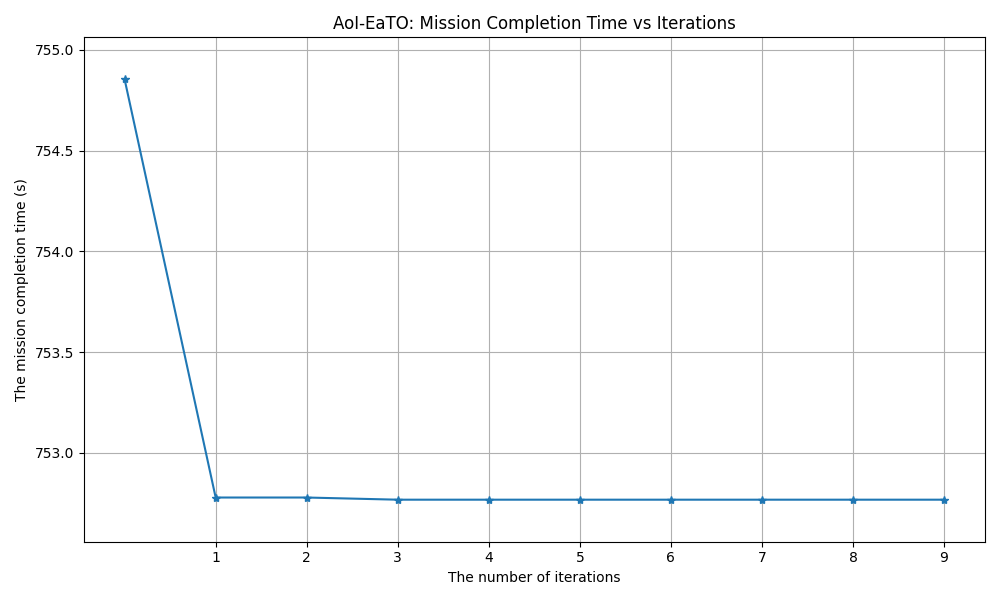 AoI-EaTO: Mission Completion Time vs Iterations
The mission completion time (s)
755.0
754.5
754.0
753.5
753.0
1 2 3 4 5 6 7 8 9
The number of iterations